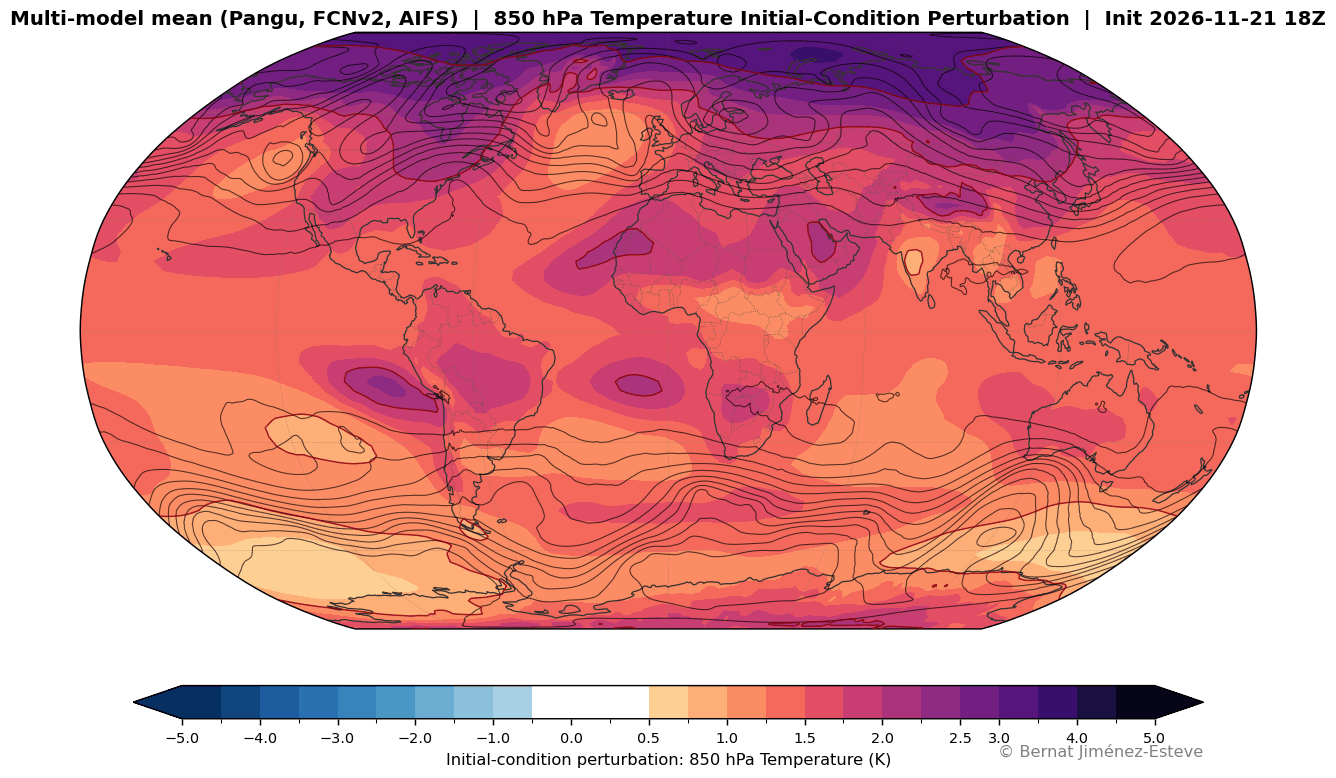 Multi-model mean (Pangu, FCNv2, AIFS)  |  850 hPa Temperature Initial-Condition Perturbation  |  Init 2026-11-21 18Z
−5.0 −4.0 −3.0 −2.0 −1.0 0.0 0.5 1.0 1.5 2.0 2.5 3.0 4.0 5.0
Initial-condition perturbation: 850 hPa Temperature (K)
© Bernat Jiménez-Esteve